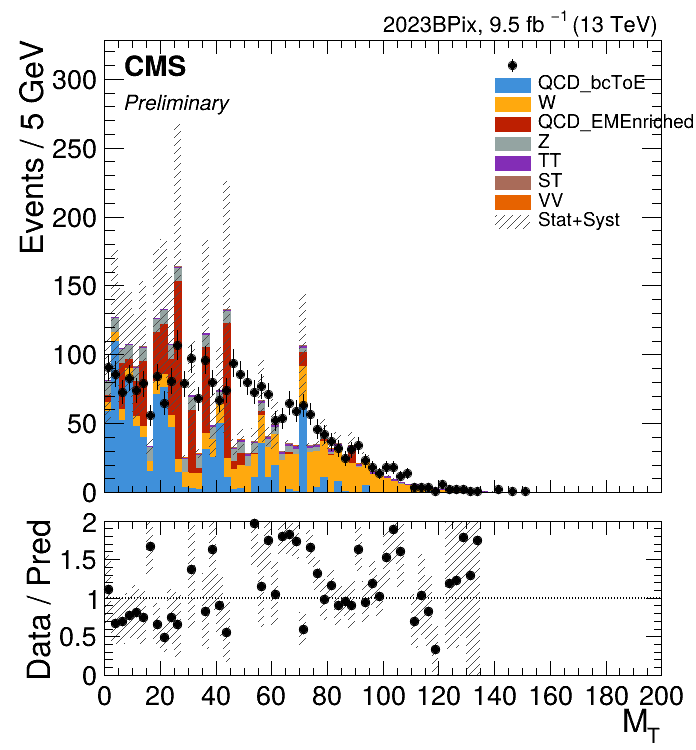 2023BPix, 9.5 fb⁻¹ (13 TeV)
CMS
Preliminary
QCD_bcToE
W
QCD_EMEnriched
Z
TT
ST
VV
Stat+Syst
Events / 5 GeV
300
250
200
150
100
50
0
Data / Pred
2
1.5
1
0.5
0
0 20 40 60 80 100 120 140 160 180 200
M_T